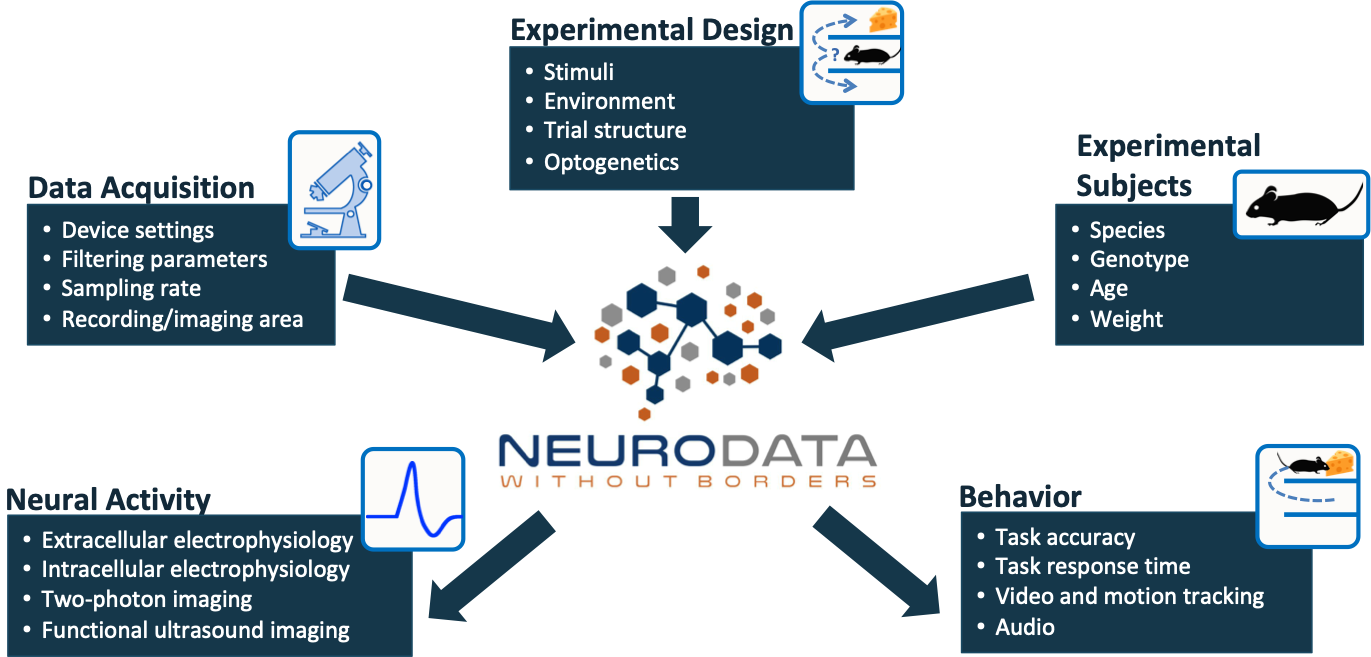 Experimental Design
• Stimuli
• Environment
• Trial structure
• Optogenetics
?
Data Acquisition
• Device settings
• Filtering parameters
• Sampling rate
• Recording/imaging area
Experimental
Subjects
• Species
• Genotype
• Age
• Weight
NEURODATA
WITHOUT BORDERS
Neural Activity
• Extracellular electrophysiology
• Intracellular electrophysiology
• Two-photon imaging
• Functional ultrasound imaging
Behavior
• Task accuracy
• Task response time
• Video and motion tracking
• Audio